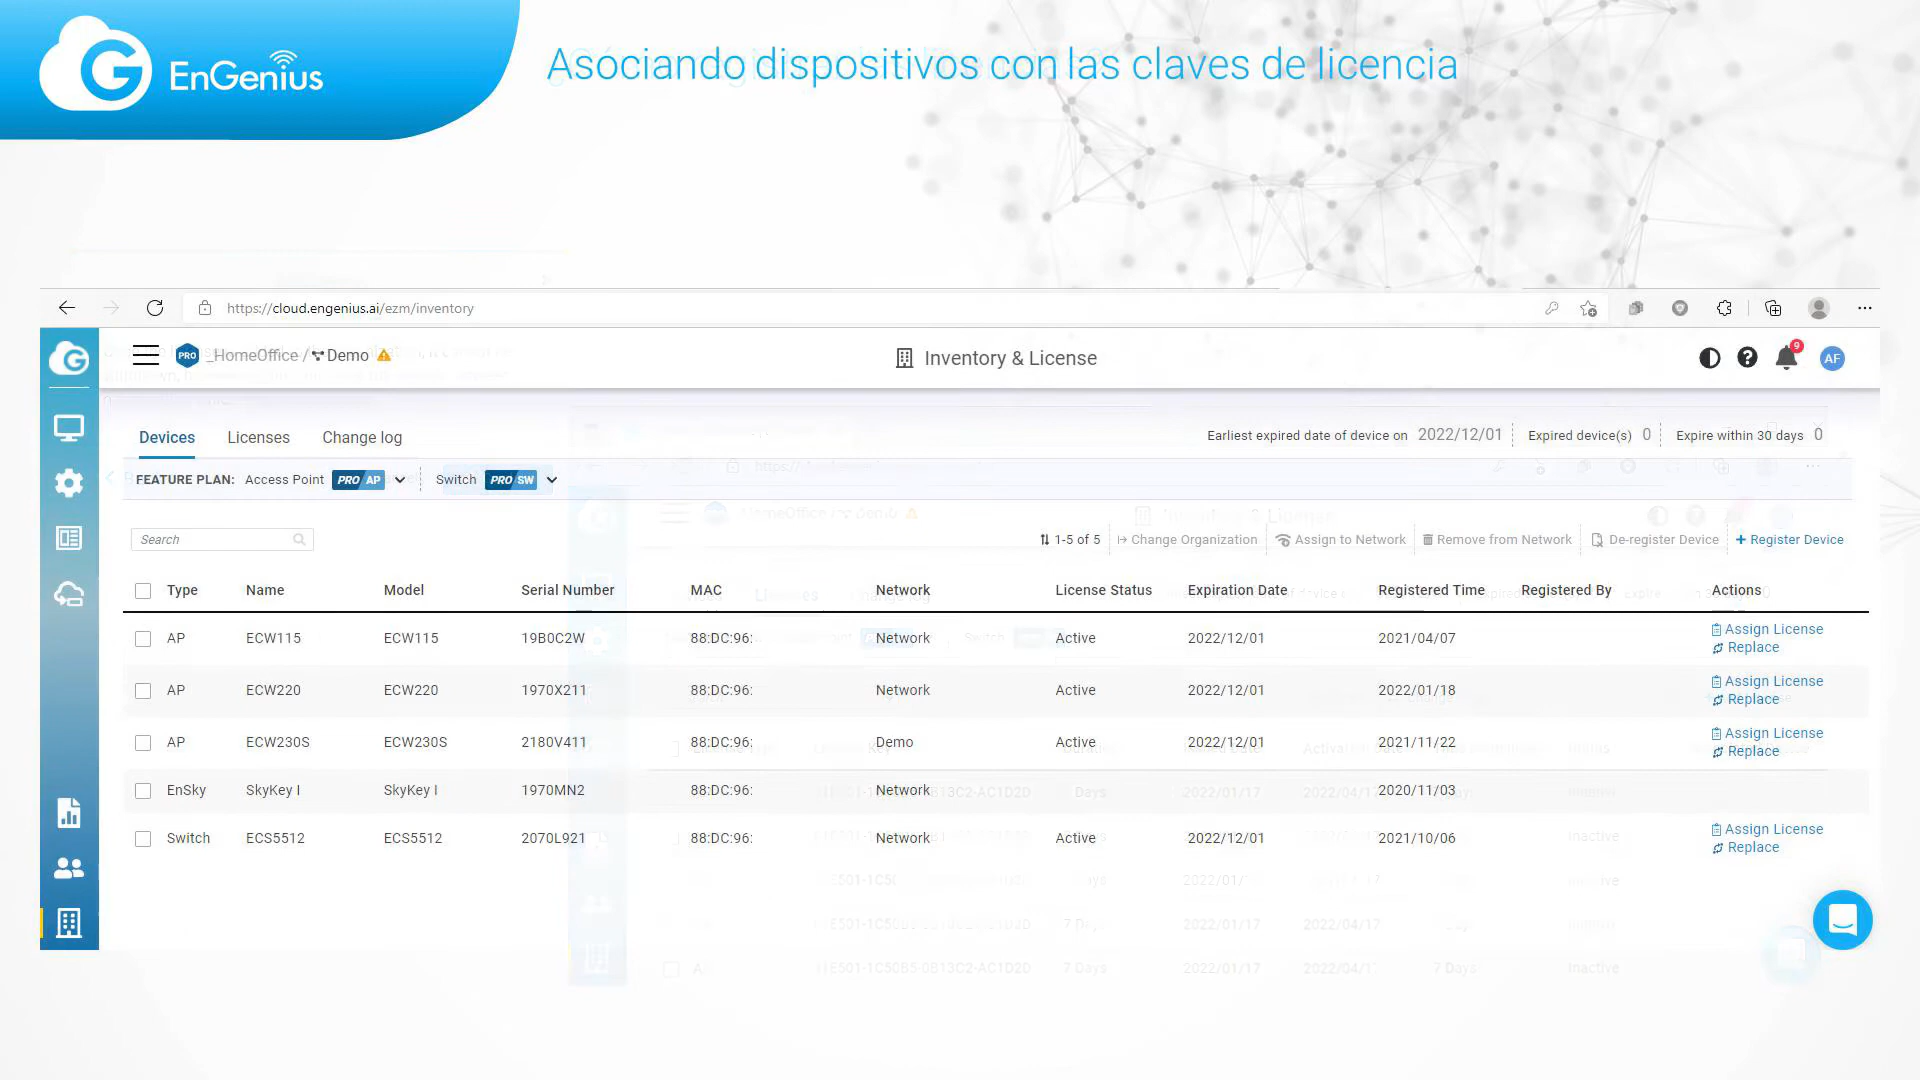 EnGenius
Asociando dispositivos con las claves de licencia
https://cloud.engenius.ai/ezm/inventory
PRO _HomeOffice / Demo
Inventory & License
9
AF
Devices Licenses Change log
Earliest expired date of device on 2022/12/01 Expired device(s) 0 Expire within 30 days 0
FEATURE PLAN: Access Point PRO AP Switch PRO SW
Search
1-5 of 5 Change Organization Assign to Network Remove from Network De-register Device + Register Device
Type Name Model Serial Number MAC Network License Status Expiration Date Registered Time Registered By Actions
AP ECW115 ECW115 19B0C2W 88:DC:96: Network Active 2022/12/01 2021/04/07 Assign License
Replace
AP ECW220 ECW220 1970X211 88:DC:96: Network Active 2022/12/01 2022/01/18 Assign License
Replace
AP ECW230S ECW230S 2180V411 88:DC:96: Demo Active 2022/12/01 2021/11/22 Assign License
Replace
EnSky SkyKey I SkyKey I 1970MN2 88:DC:96: Network 2020/11/03
Switch ECS5512 ECS5512 2070L921 88:DC:96: Network Active 2022/12/01 2021/10/06 Assign License
Replace